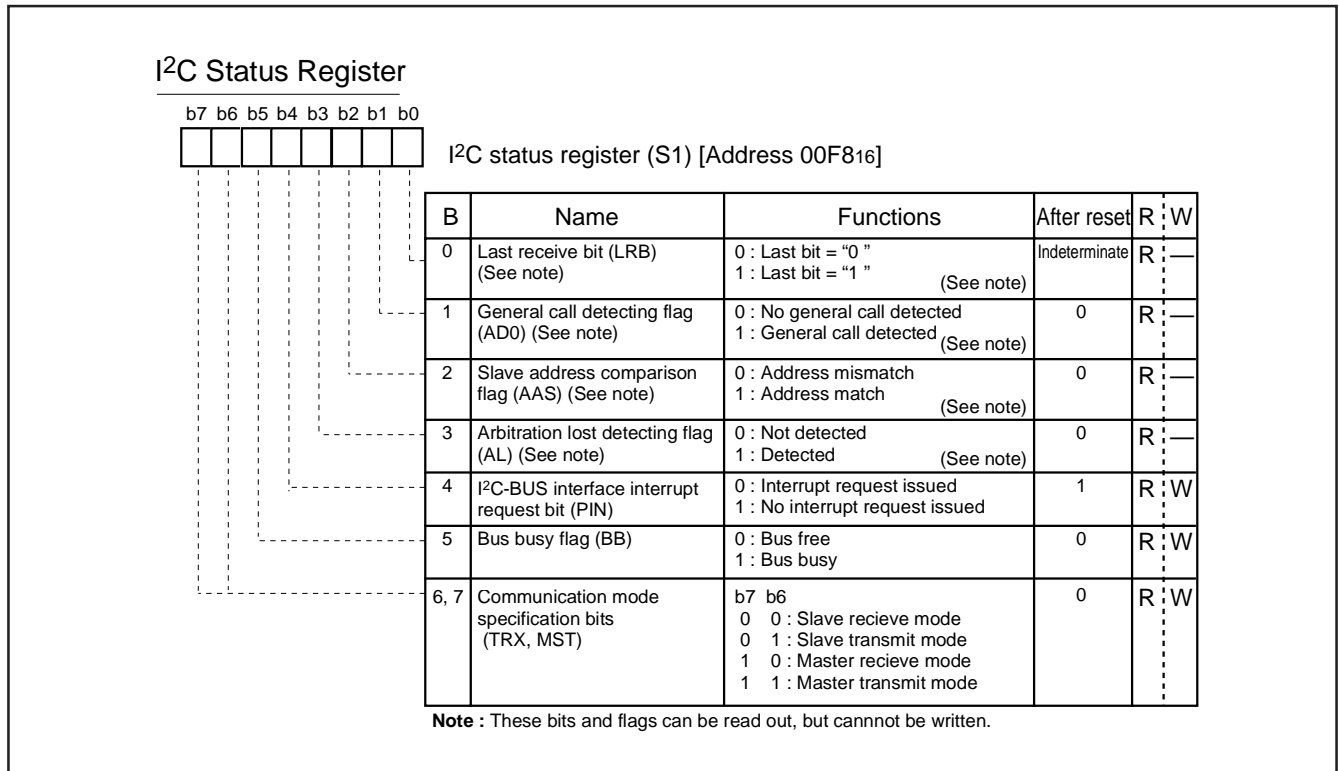 I2C Status Register
b7 b6 b5 b4 b3 b2 b1 b0
I2C status register (S1) [Address 00F816]
B Name Functions After reset R W
0 Last receive bit (LRB) (See note) 0 : Last bit = “0 ” 1 : Last bit = “1 ” (See note) Indeterminate R —
1 General call detecting flag (AD0) (See note) 0 : No general call detected 1 : General call detected (See note) 0 R —
2 Slave address comparison flag (AAS) (See note) 0 : Address mismatch 1 : Address match (See note) 0 R —
3 Arbitration lost detecting flag (AL) (See note) 0 : Not detected 1 : Detected (See note) 0 R —
4 I2C-BUS interface interrupt request bit (PIN) 0 : Interrupt request issued 1 : No interrupt request issued 1 R W
5 Bus busy flag (BB) 0 : Bus free 1 : Bus busy 0 R W
6, 7 Communication mode specification bits (TRX, MST) b7 b6 0 R W
0 0 : Slave recieve mode
0 1 : Slave transmit mode
1 0 : Master recieve mode
1 1 : Master transmit mode
Note : These bits and flags can be read out, but cannnot be written.